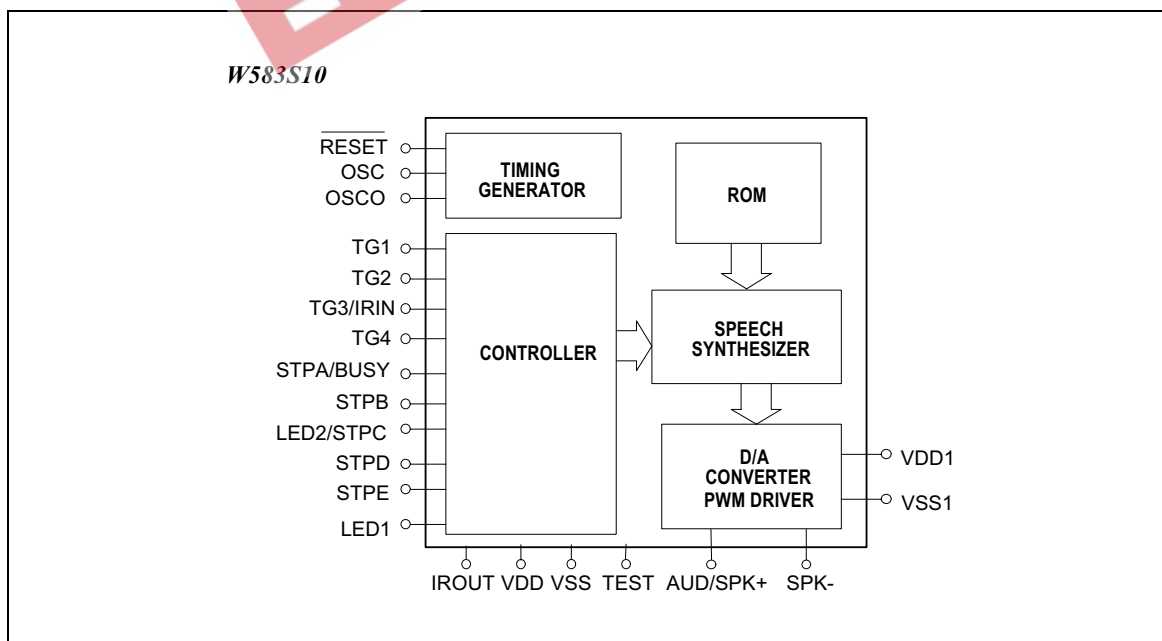 W583S10
RESET
OSC
OSCO
TIMING
GENERATOR
ROM
TG1
TG2
TG3/IRIN
TG4
STPA/BUSY
STPB
LED2/STPC
STPD
STPE
LED1
CONTROLLER
SPEECH
SYNTHESIZER
D/A
CONVERTER
PWM DRIVER
VDD1
VSS1
IROUT VDD VSS TEST AUD/SPK+ SPK-